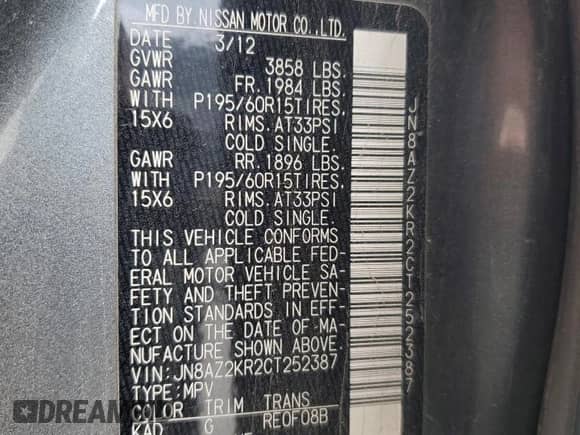 MFD BY NISSAN MOTOR CO.,LTD.
DATE 3/12
GVWR 3858 LBS.
GAWR FR. 1984 LBS.
WITH P195/60R15TIRES,
15X6 RIMS.AT33PSI
COLD SINGLE.
GAWR RR. 1896 LBS.
WITH P195/60R15TIRES,
15X6 RIMS.AT33PSI
COLD SINGLE.
THIS VEHICLE CONFORMS
TO ALL APPLICABLE FED-
ERAL MOTOR VEHICLE SA-
FETY AND THEFT PREVEN-
TION STANDARDS IN EFF-
ECT ON THE DATE OF MA-
NUFACTURE SHOWN ABOVE.
VIN:JN8AZ2KR2CT252387
TYPE:MPV
COLOR TRIM TRANS
KAD G RE0F08B
JN8AZ2KR2CT252387
DREAM